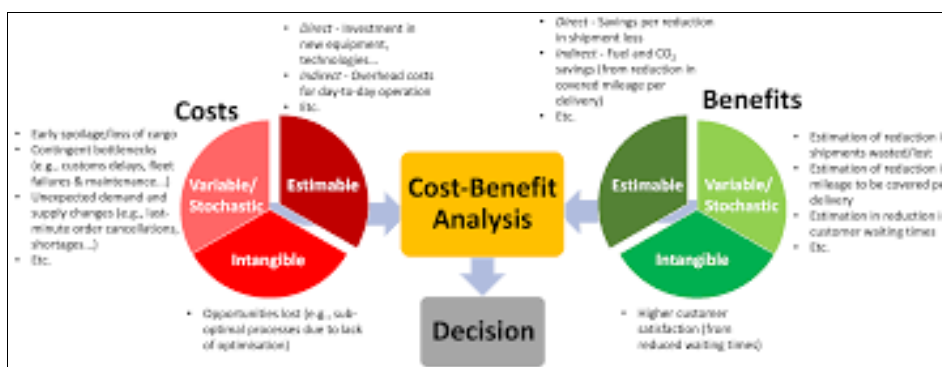 Costs
• Direct - Investment in
new equipment,
technologies...
• Indirect - Overhead costs
for day-to-day operation
• Etc.
• Early spoilage/loss of cargo
• Contingent bottlenecks
(e.g., customs delays, fleet
failures & maintenance...)
• Unexpected demand and
supply changes (e.g., last-
minute order cancellations,
shortages...)
• Etc.
Variable/
Stochastic
Estimable
Intangible
• Opportunities lost (e.g., sub-
optimal processes due to lack
of optimisation)
Cost-Benefit
Analysis
Decision
Benefits
• Direct - Savings per reduction
in shipment loss
• Indirect - Fuel and CO₂
savings (from reduction in
covered mileage per
delivery)
• Etc.
Estimable
Variable/
Stochastic
Intangible
• Estimation of reduction i
shipments wasted/lost
• Estimation of reduction i
mileage to be covered pe
delivery
• Estimation in reduction i
customer waiting times
• Etc.
• Higher customer
satisfaction (from
reduced waiting times)